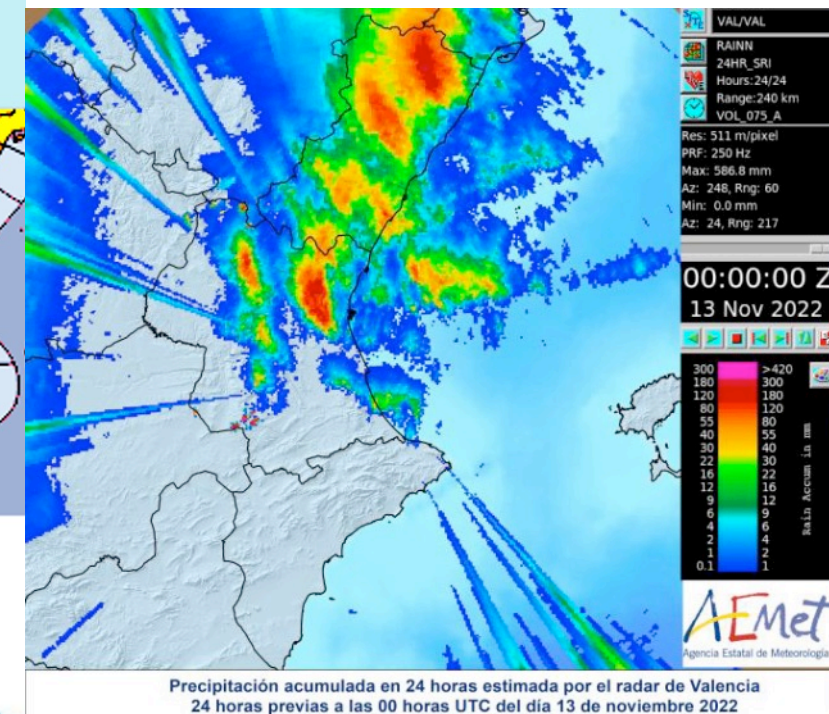 VAL/VAL
RAINN
24HR_SRI
Hours:24/24
Range:240 km
VOL_075_A
Res: 511 m/pixel
PRF: 250 Hz
Max: 586.8 mm
Az: 248, Rng: 60
Min: 0.0 mm
Az: 24, Rng: 217
00:00:00 Z
13 Nov 2022
300 >420
180 300
120 180
80 120
55 80
40 55
30 40
22 30
16 22
12 16
9 12
6 9
4 6
2 4
1 2
0.1 1
Rain Accum in mm
AEMet
Agencia Estatal de Meteorología
Precipitación acumulada en 24 horas estimada por el radar de Valencia
24 horas previas a las 00 horas UTC del día 13 de noviembre 2022